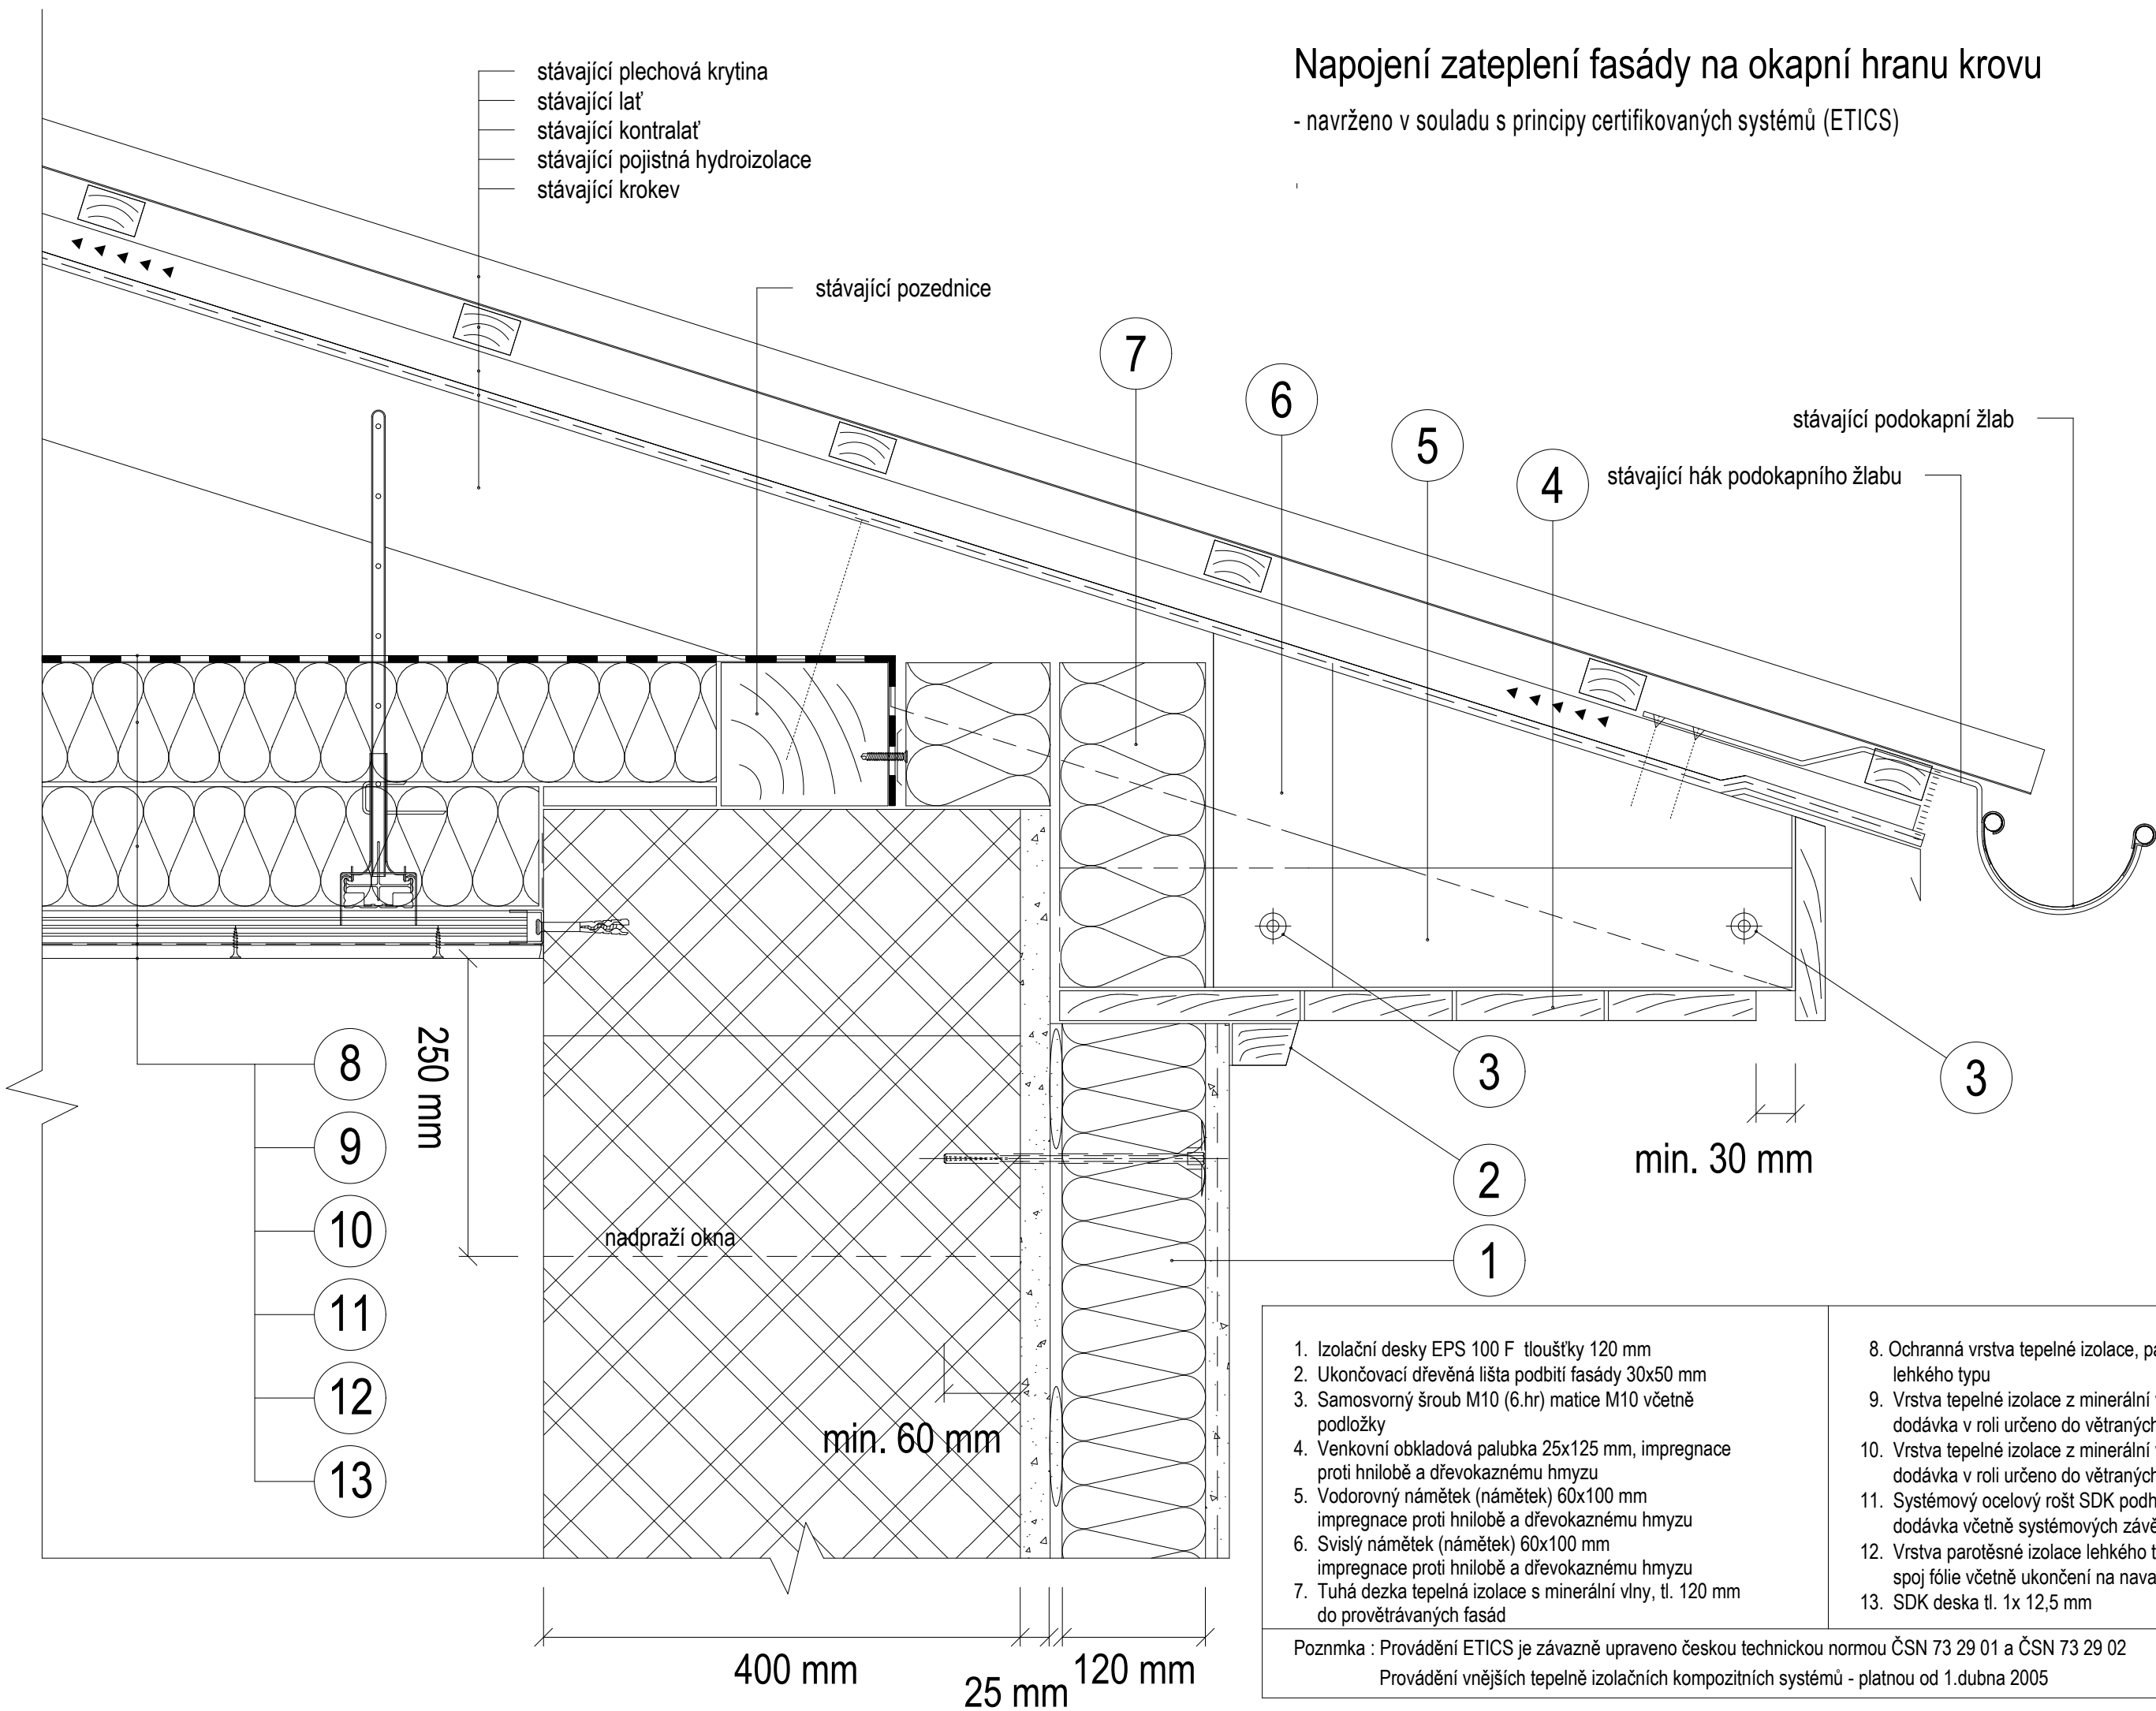 Napojení zateplení fasády na okapní hranu krovu
- navrženo v souladu s principy certifikovaných systémů (ETICS)
stávající plechová krytina
stávající lať
stávající kontralať
stávající pojistná hydroizolace
stávající krokev
stávající pozednice
7
6
5
4
stávající podokapní žlab
stávající hák podokapního žlabu
8
9
10
11
12
13
250 mm
nadpraží okna
min. 60 mm
3
3
2
1
min. 30 mm
400 mm
25 mm
120 mm
1. Izolační desky EPS 100 F tloušťky 120 mm
2. Ukončovací dřevěná lišta podbití fasády 30x50 mm
3. Samosvorný šroub M10 (6.hr) matice M10 včetně
podložky
4. Venkovní obkladová palubka 25x125 mm, impregnace
proti hnilobě a dřevokaznému hmyzu
5. Vodorovný námětek (námětek) 60x100 mm
impregnace proti hnilobě a dřevokaznému hmyzu
6. Svislý námětek (námětek) 60x100 mm
impregnace proti hnilobě a dřevokaznému hmyzu
7. Tuhá dezka tepelná izolace s minerální vlny, tl. 120 mm
do provětrávaných fasád
8. Ochranná vrstva tepelné izolace,
lehkého typu
9. Vrstva tepelné izolace z minerální
dodávka v roli určeno do větraných
10. Vrstva tepelné izolace z minerální
dodávka v roli určeno do větraných
11. Systémový ocelový rošt SDK
dodávka včetně systémových
12. Vrstva parotěsné izolace lehkého
spoj fólie včetně ukončení na
13. SDK deska tl. 1x 12,5 mm
Poznmka : Provádění ETICS je závazně upraveno českou technickou normou ČSN 73 29 01 a ČSN 73 29 02
Provádění vnějších tepelně izolačních kompozitních systémů - platnou od 1.dubna 2005